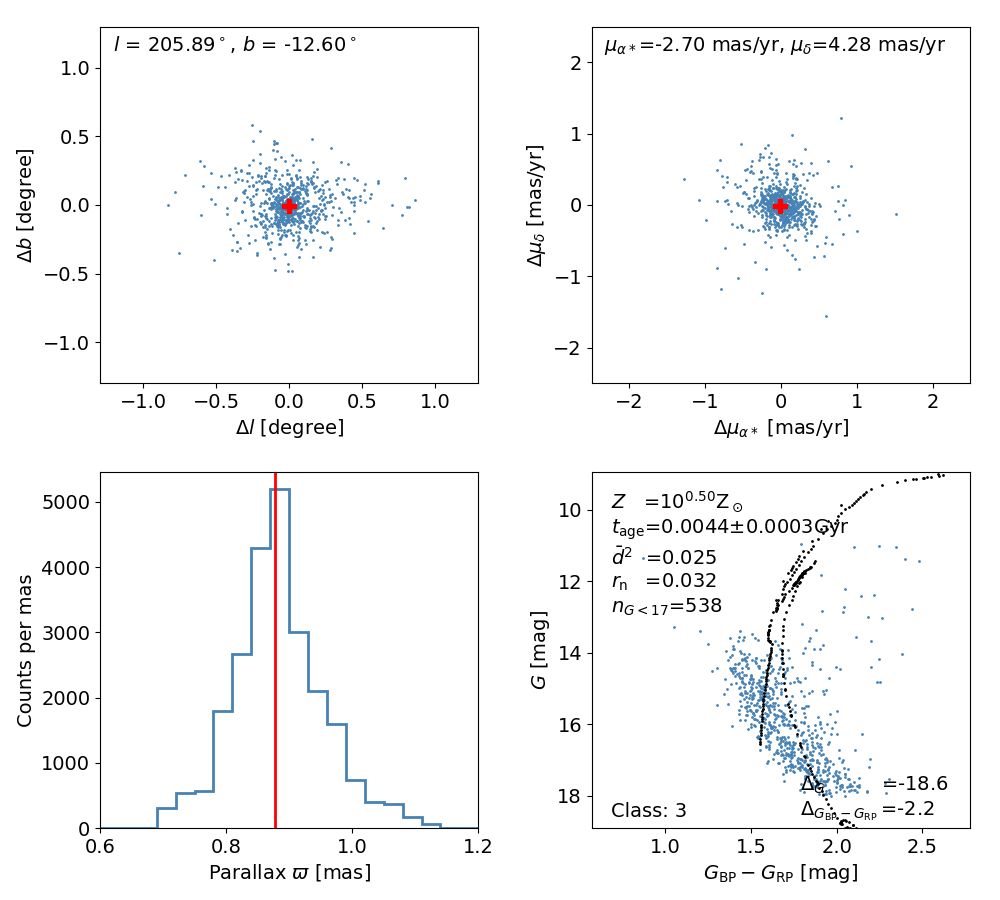 l = 205.89°, b = -12.60°
1.0
0.5
0.0
−0.5
−1.0
Δb [degree]
−1.0 −0.5 0.0 0.5 1.0
Δl [degree]
μα*=-2.70 mas/yr, μδ=4.28 mas/yr
2
1
0
−1
−2
Δμδ [mas/yr]
−2 −1 0 1 2
Δμα* [mas/yr]
5000
4000
3000
2000
1000
0
Counts per mas
0.6 0.8 1.0 1.2
Parallax ϖ [mas]
Z =10^0.50 Z⊙
t_age=0.0044±0.0003Gyr
d̄² =0.025
r_n =0.032
n_G<17=538
10
12
14
16
18
G [mag]
Δ_G =-18.6
Class: 3
Δ_GBP−GRP =-2.2
1.0 1.5 2.0 2.5
G_BP − G_RP [mag]